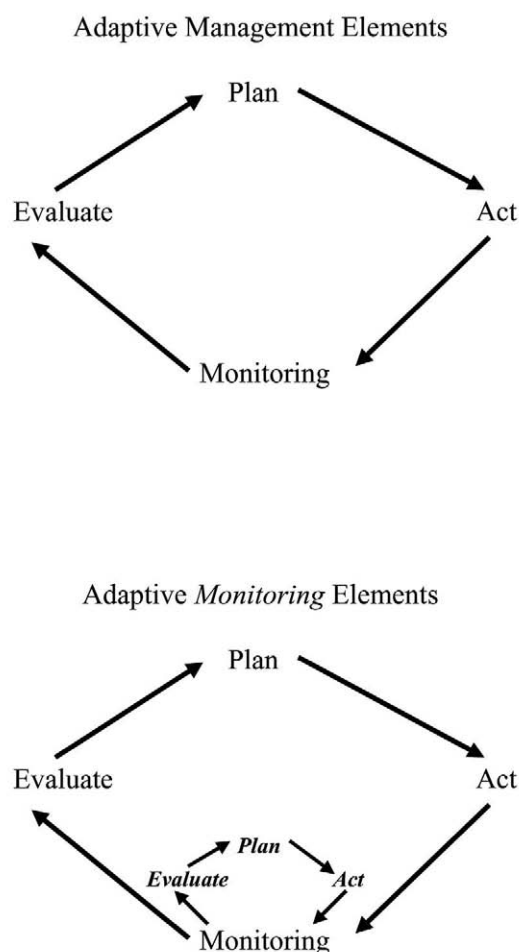 Adaptive Management Elements
Plan
Evaluate
Act
Monitoring
Adaptive Monitoring Elements
Plan
Evaluate
Act
Plan
Evaluate
Act
Monitoring